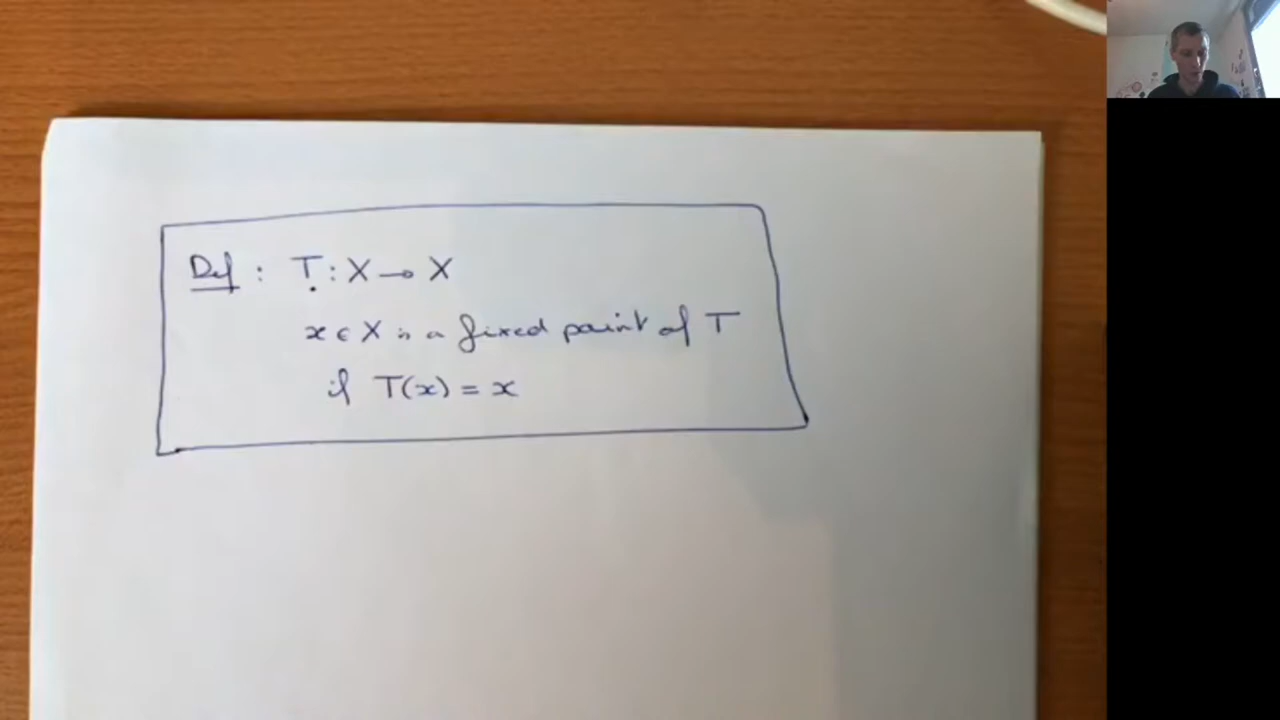 Def : T : X → X
x ∈ X is a fixed point of T
if T(x) = x